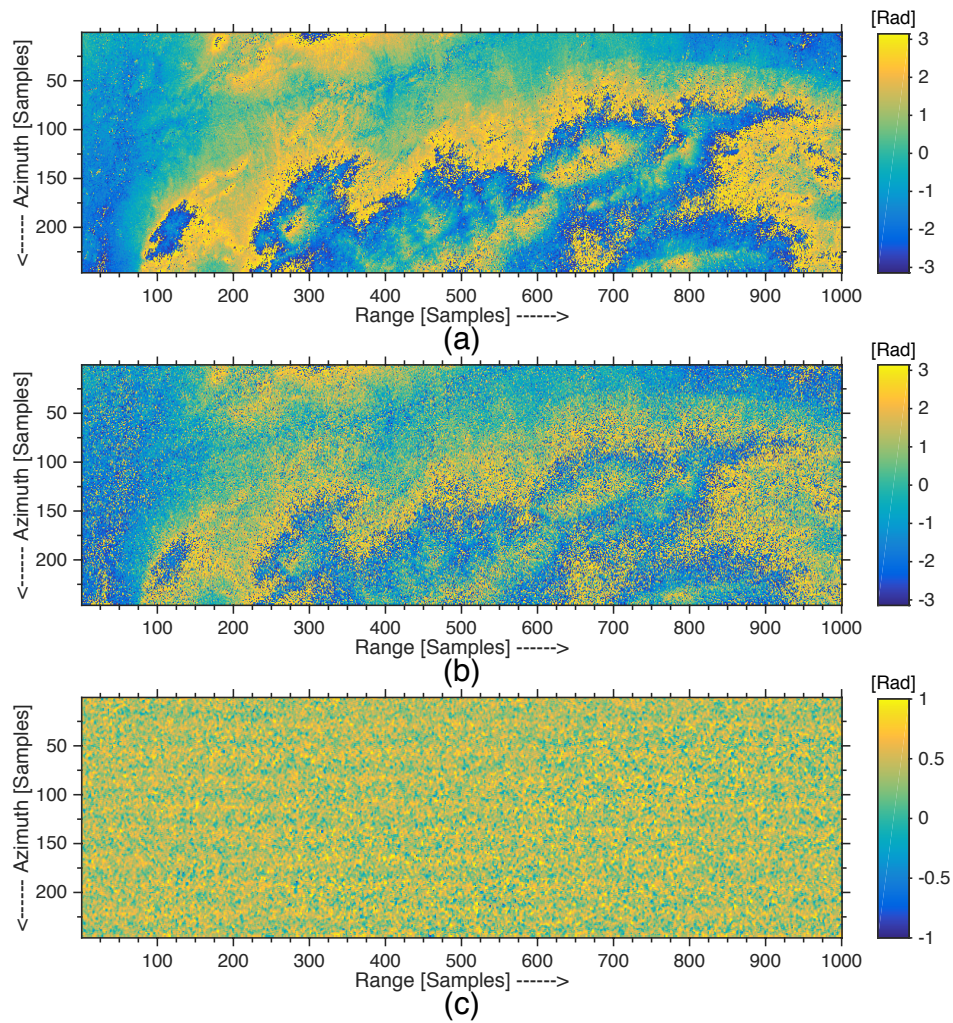 [Rad]
3
2
1
0
-1
-2
-3
<------ Azimuth [Samples]
50
100
150
200
100 200 300 400 500 600 700 800 900 1000
Range [Samples] ------>
(a)
[Rad]
3
2
1
0
-1
-2
-3
<------ Azimuth [Samples]
50
100
150
200
100 200 300 400 500 600 700 800 900 1000
Range [Samples] ------>
(b)
[Rad]
1
0.5
0
-0.5
-1
<------ Azimuth [Samples]
50
100
150
200
100 200 300 400 500 600 700 800 900 1000
Range [Samples] ------>
(c)